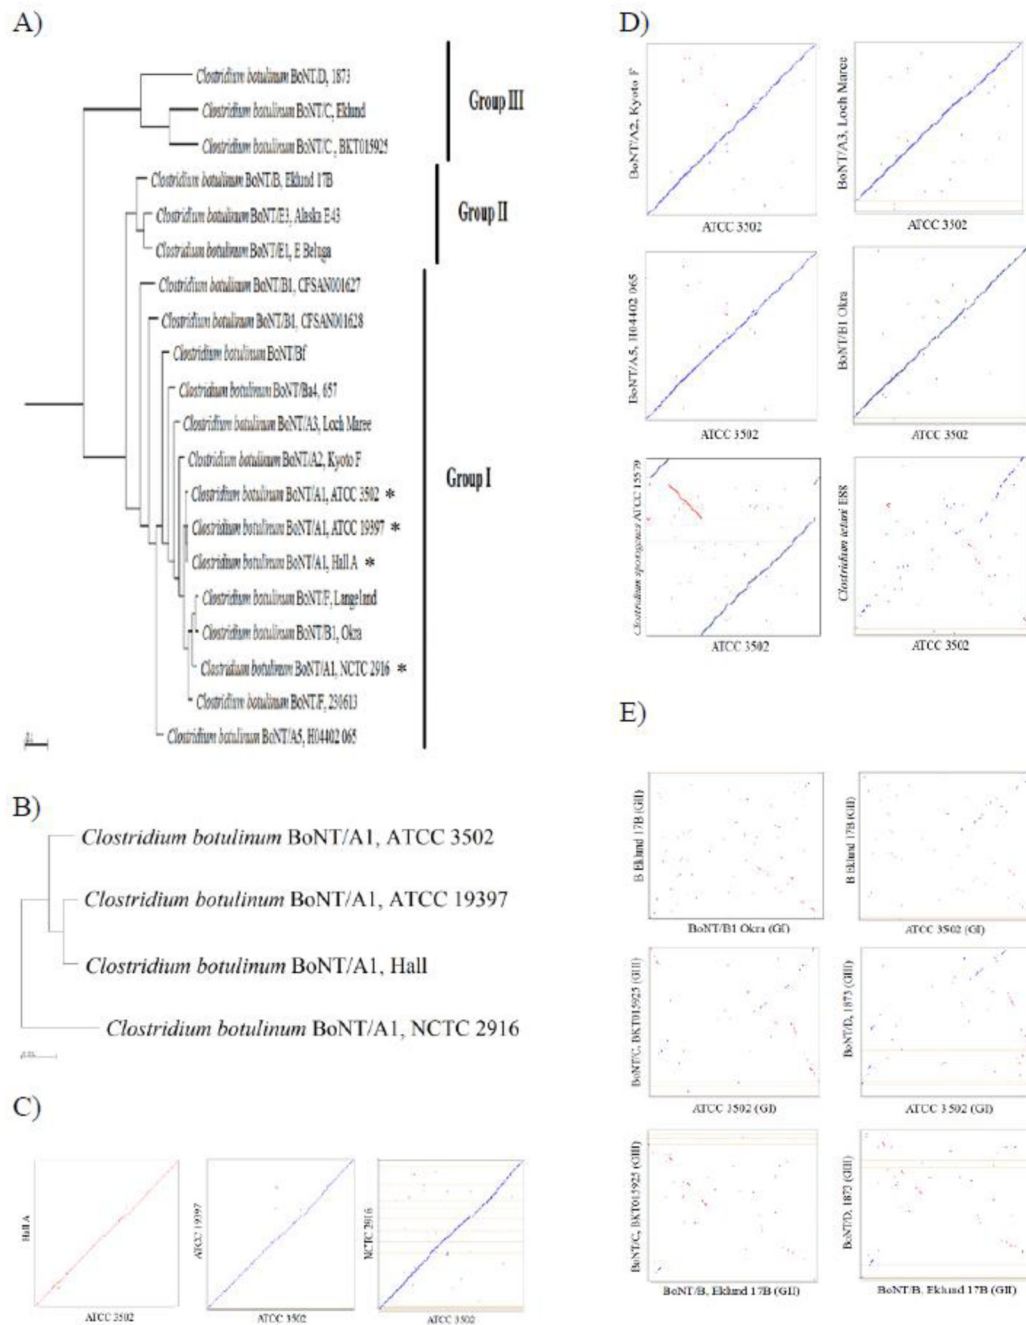 A)
Clostridium botulinum BoNT/D, 1873
Clostridium botulinum BoNT/C, Eklund
Clostridium botulinum BoNT/C, BKT015925
Group III
Clostridium botulinum BoNT/B, Eklund 17B
Clostridium botulinum BoNT/E3, Alaska E43
Clostridium botulinum BoNT/E1, E Beluga
Group II
Clostridium botulinum BoNT/B1, CFSAN001627
Clostridium botulinum BoNT/B1, CFSAN001628
Clostridium botulinum BoNT/Bf
Clostridium botulinum BoNT/Ba4, 657
Clostridium botulinum BoNT/A3, Loch Maree
Clostridium botulinum BoNT/A2, Kyoto F
Clostridium botulinum BoNT/A1, ATCC 3502 *
Clostridium botulinum BoNT/A1, ATCC 19397 *
Clostridium botulinum BoNT/A1, Hall A *
Clostridium botulinum BoNT/F, Langeland
Clostridium botulinum BoNT/B1, Okra
Clostridium botulinum BoNT/A1, NCTC 2916 *
Clostridium botulinum BoNT/F, 230613
Clostridium botulinum BoNT/A5, H04402 065
Group I
B)
Clostridium botulinum BoNT/A1, ATCC 3502
Clostridium botulinum BoNT/A1, ATCC 19397
Clostridium botulinum BoNT/A1, Hall
Clostridium botulinum BoNT/A1, NCTC 2916
C)
Hall A
ATCC 3502
ATCC 19397
ATCC 3502
NCTC 2916
ATCC 3502
D)
BoNT/A2, Kyoto F
ATCC 3502
BoNT/A3, Loch Maree
ATCC 3502
BoNT/A5, H04402 065
ATCC 3502
BoNT/B1 Okra
ATCC 3502
Clostridium sporogenes ATCC 15579
ATCC 3502
Clostridium tetani E88
ATCC 3502
E)
B Eklund 17B (GII)
BoNT/B1 Okra (GI)
B Eklund 17B (GII)
ATCC 3502 (GI)
BoNT/C, BKT015925 (GIII)
ATCC 3502 (GI)
BoNT/D, 1873 (GIII)
ATCC 3502 (GI)
BoNT/C, BKT015925 (GIII)
BoNT/B, Eklund 17B (GII)
BoNT/D, 1873 (GIII)
BoNT/B, Eklund 17B (GII)